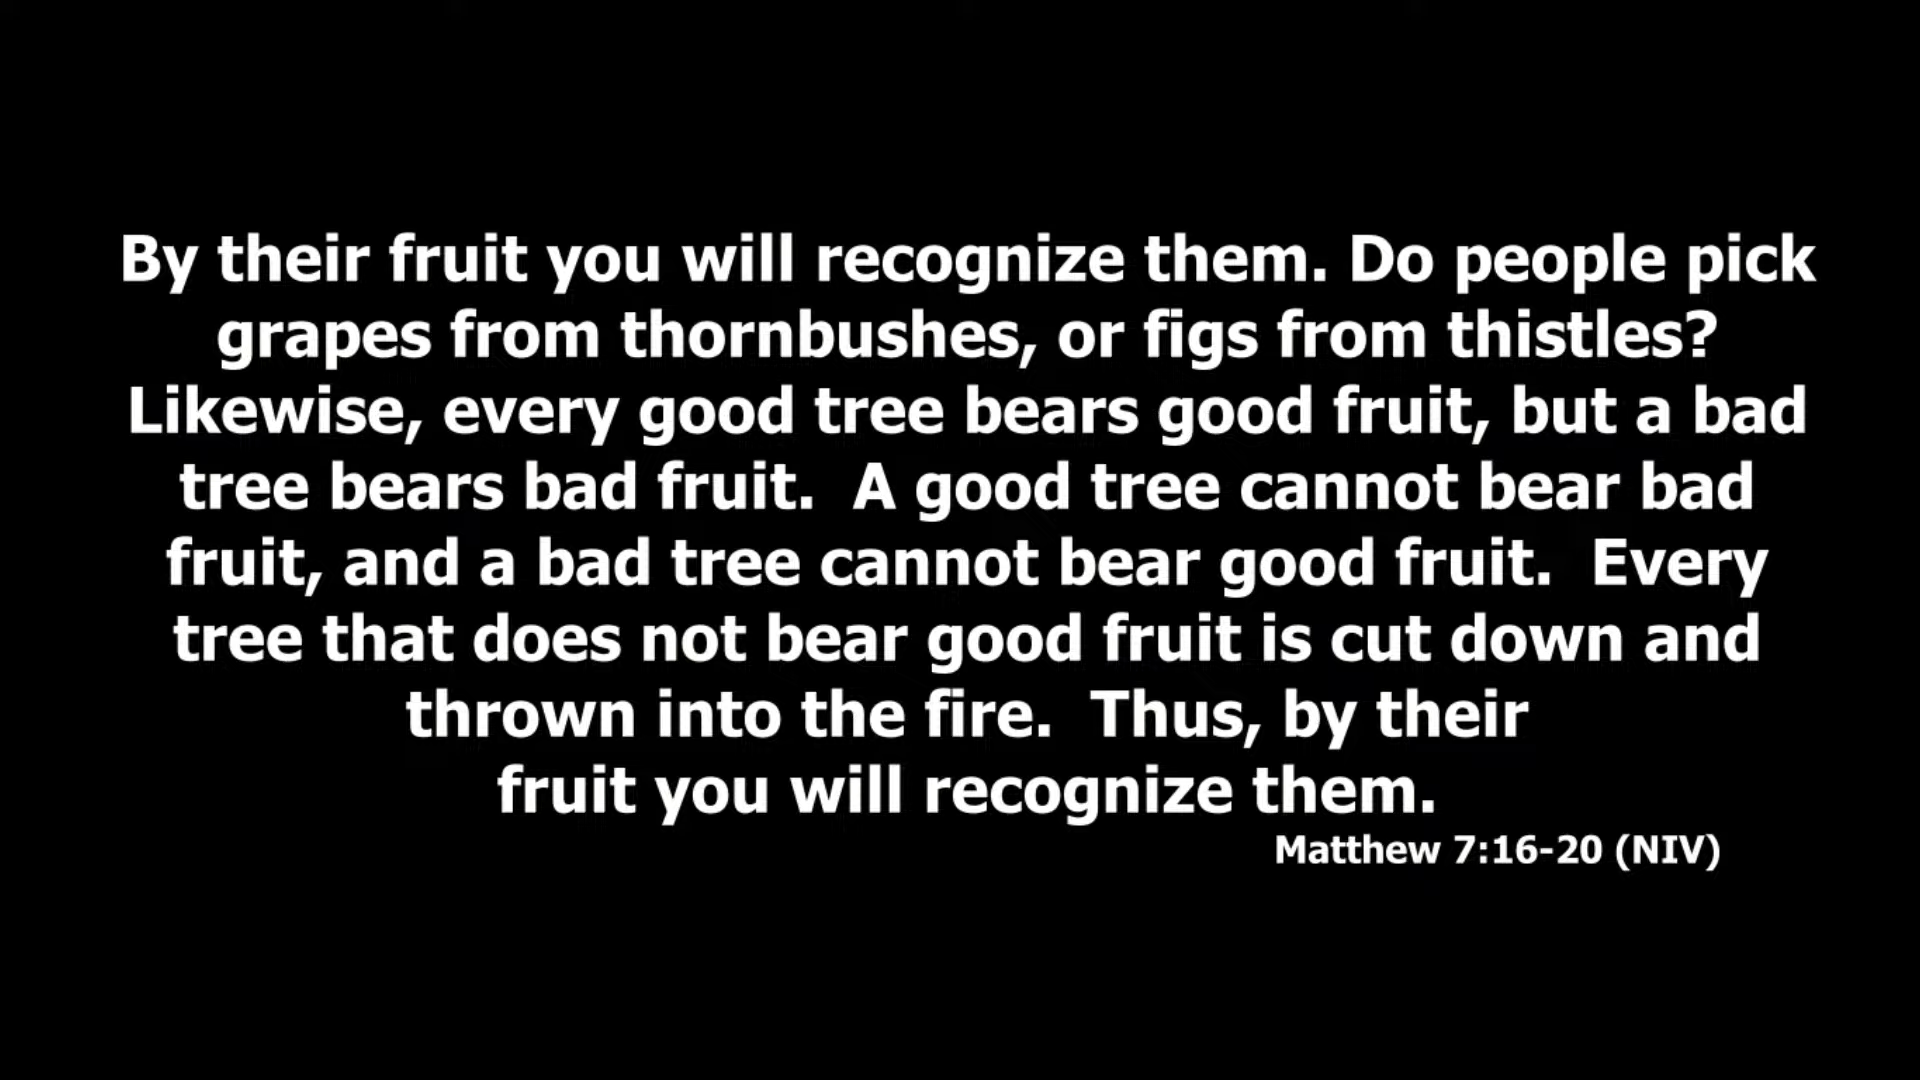 By their fruit you will recognize them. Do people pick
grapes from thornbushes, or figs from thistles?
Likewise, every good tree bears good fruit, but a bad
tree bears bad fruit.  A good tree cannot bear bad
fruit, and a bad tree cannot bear good fruit.  Every
tree that does not bear good fruit is cut down and
thrown into the fire.  Thus, by their
fruit you will recognize them.
Matthew 7:16-20 (NIV)